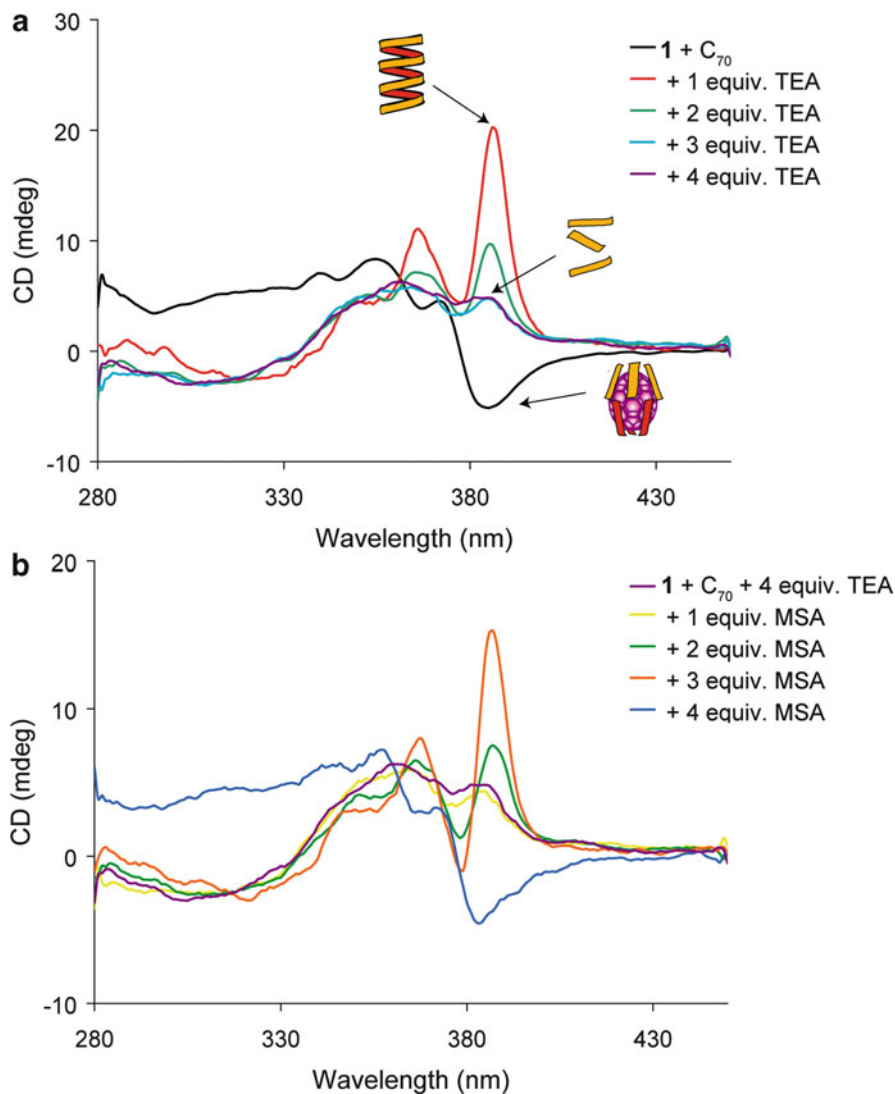 a
30
20
10
0
-10
CD (mdeg)
280 330 380 430
Wavelength (nm)
1 + C₇₀
+ 1 equiv. TEA
+ 2 equiv. TEA
+ 3 equiv. TEA
+ 4 equiv. TEA
b
20
10
0
-10
CD (mdeg)
280 330 380 430
Wavelength (nm)
1 + C₇₀ + 4 equiv. TEA
+ 1 equiv. MSA
+ 2 equiv. MSA
+ 3 equiv. MSA
+ 4 equiv. MSA